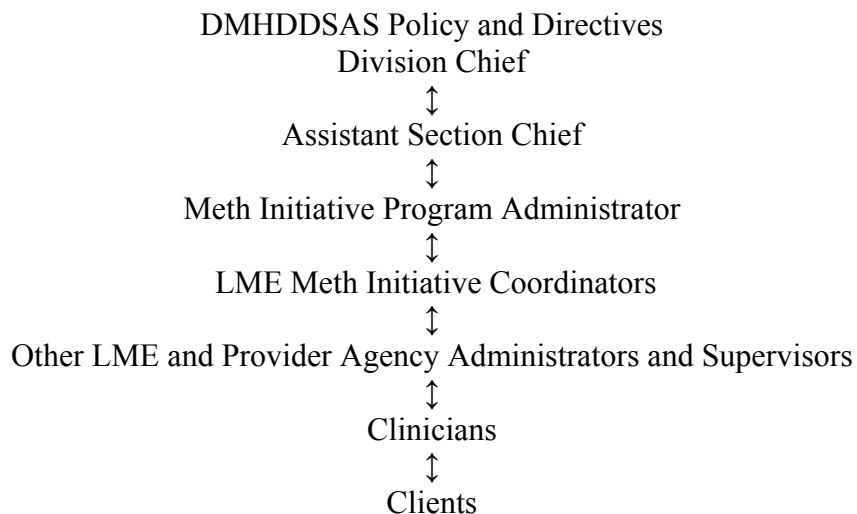 DMHDDSAS Policy and Directives
Division Chief
↕
Assistant Section Chief
↕
Meth Initiative Program Administrator
↕
LME Meth Initiative Coordinators
↕
Other LME and Provider Agency Administrators and Supervisors
↕
Clinicians
↕
Clients